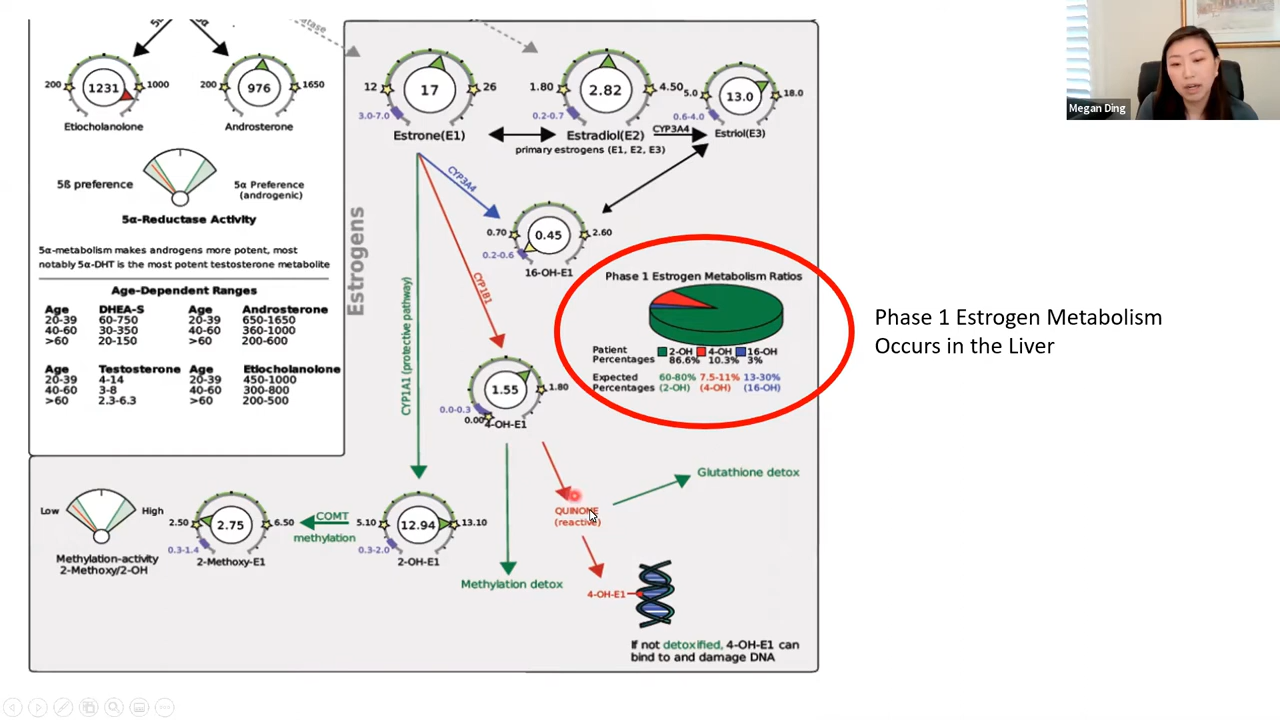 200
1231
1000
Etiocholanolone
200
976
1650
Androsterone
5ß preference
5α Preference
(androgenic)
5α-Reductase Activity
5α-metabolism makes androgens more potent, most
notably 5α-DHT is the most potent testosterone metabolite
Age-Dependent Ranges
Age DHEA-S Age Androsterone
20-39 60-750 20-39 650-1650
40-60 30-350 40-60 360-1000
>60 20-150 >60 200-600
Age Testosterone Age Etiocholanolone
20-39 4-14 20-39 450-1000
40-60 3-8 40-60 300-800
>60 2.3-6.3 >60 200-500
Estrogens
12
17
26
3.0-7.0
Estrone(E1)
1.80
2.82
4.50
0.2-0.7
Estradiol(E2)
CYP3A4
5.0
13.0
18.0
0.6-4.0
Estriol(E3)
primary estrogens (E1, E2, E3)
CYP3A4
0.70
0.45
2.60
0.2-0.6
16-OH-E1
CYP1B1
CYP1A1 (protective pathway)
Phase 1 Estrogen Metabolism Ratios
2-OH 4-OH 16-OH
Patient
Percentages 86.6% 10.3% 3%
Expected 60-80% 7.5-11% 13-30%
Percentages (2-OH) (4-OH) (16-OH)
1.55
1.80
0.0-0.3
0.00
4-OH-E1
Low
High
Methylation-activity
2-Methoxy/2-OH
2.50
2.75
6.50
0.3-1.4
2-Methoxy-E1
COMT
methylation
5.10
12.94
13.10
0.3-2.0
2-OH-E1
Methylation detox
QUINONE
(reactive)
Glutathione detox
4-OH-E1
If not detoxified, 4-OH-E1 can
bind to and damage DNA
Phase 1 Estrogen Metabolism
Occurs in the Liver
Megan Ding